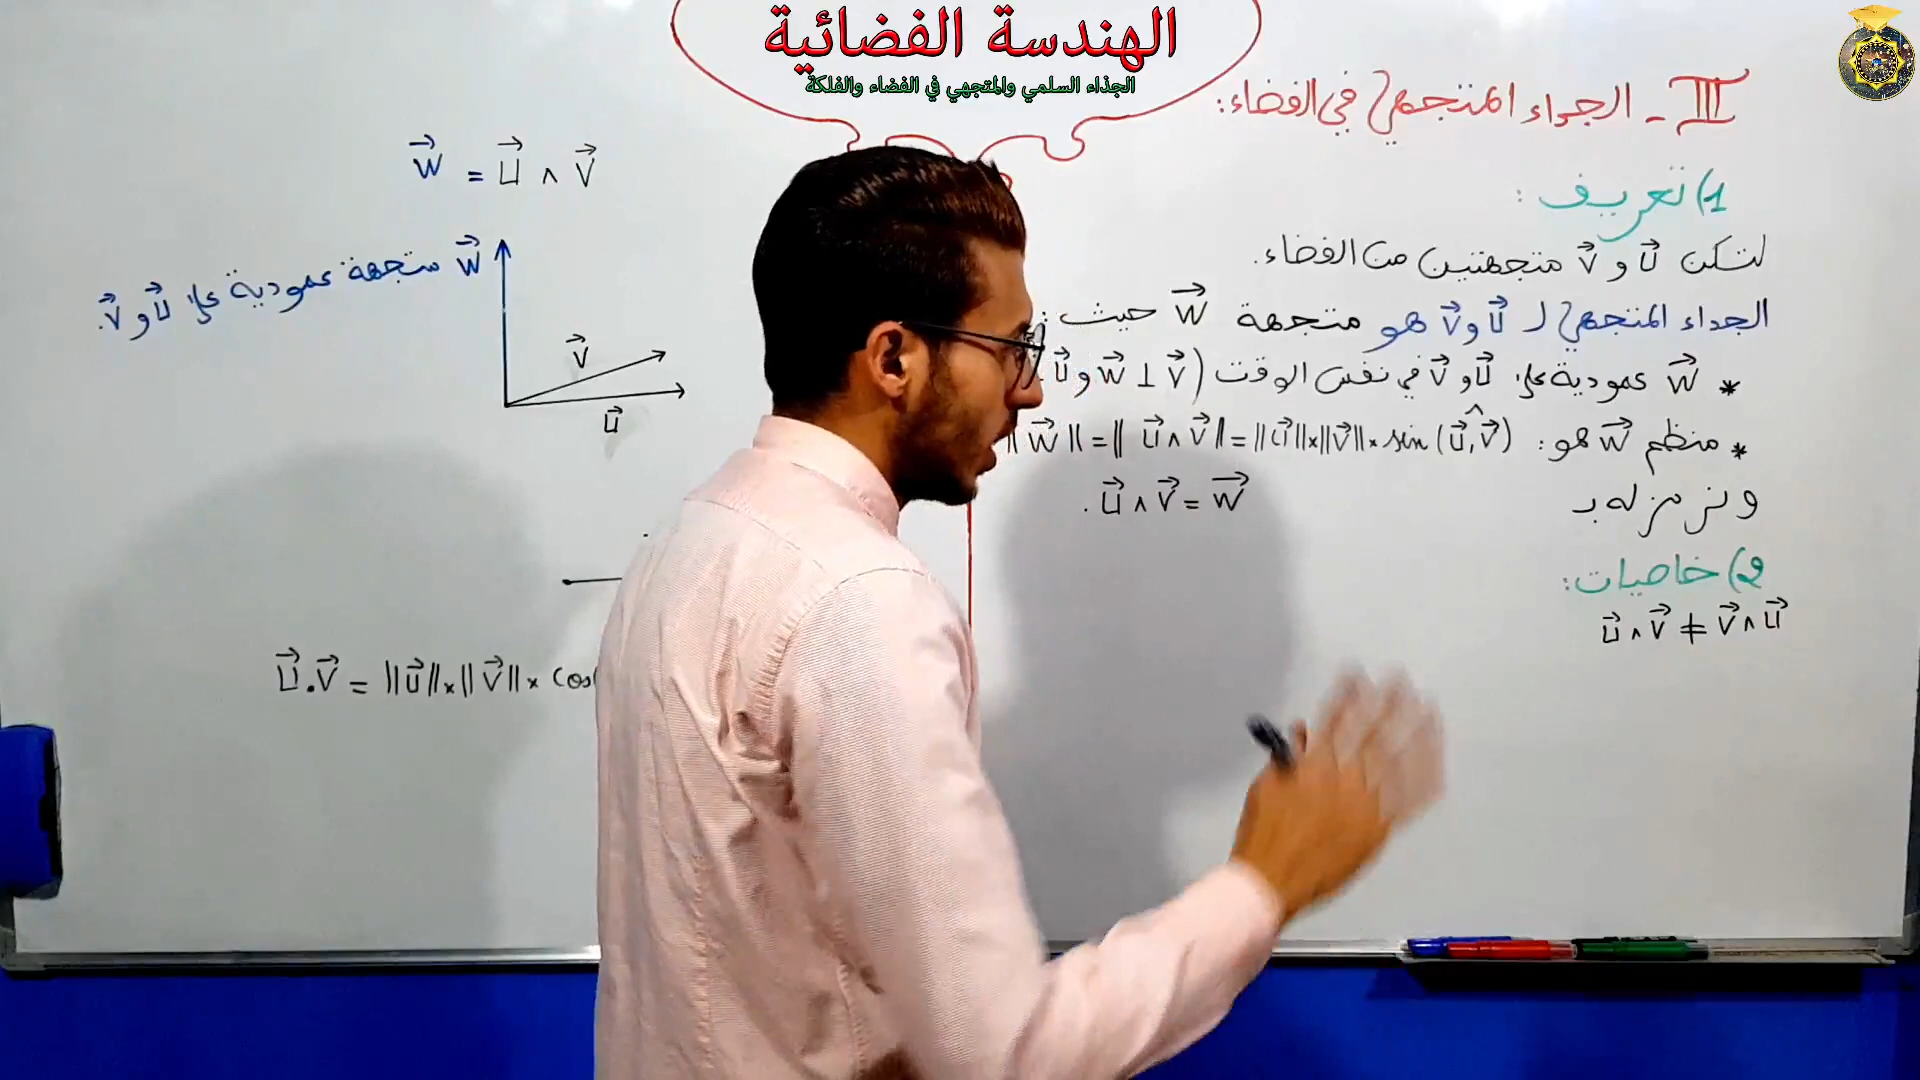 الهندسة الفضائية
الجذاء السلمي والمتجهي في الفضاء والفلكة
III - الجداء المتجهي في الفضاء:
1) تعريف:
لتكن u⃗ و v⃗ متجهتين من الفضاء.
الجداء المتجهي لـ u⃗ و v⃗ هو متجهة w⃗ حيث:
* w⃗ عمودية على u⃗ و v⃗ في نفس الوقت (w⃗ ⊥ v⃗ و u⃗
* منظم w⃗ هو: ‖w⃗‖ = ‖u⃗ ∧ v⃗‖ = ‖u⃗‖×‖v⃗‖×sin(u⃗,v⃗)
ونرمز له بـ u⃗ ∧ v⃗ = w⃗.
2) خاصيات:
u⃗ ∧ v⃗ ≠ v⃗ ∧ u⃗
w⃗ = u⃗ ∧ v⃗
w⃗ متجهة عمودية على u⃗ و v⃗.
v⃗
u⃗
u⃗.v⃗ = ‖u⃗‖×‖v⃗‖× cos(